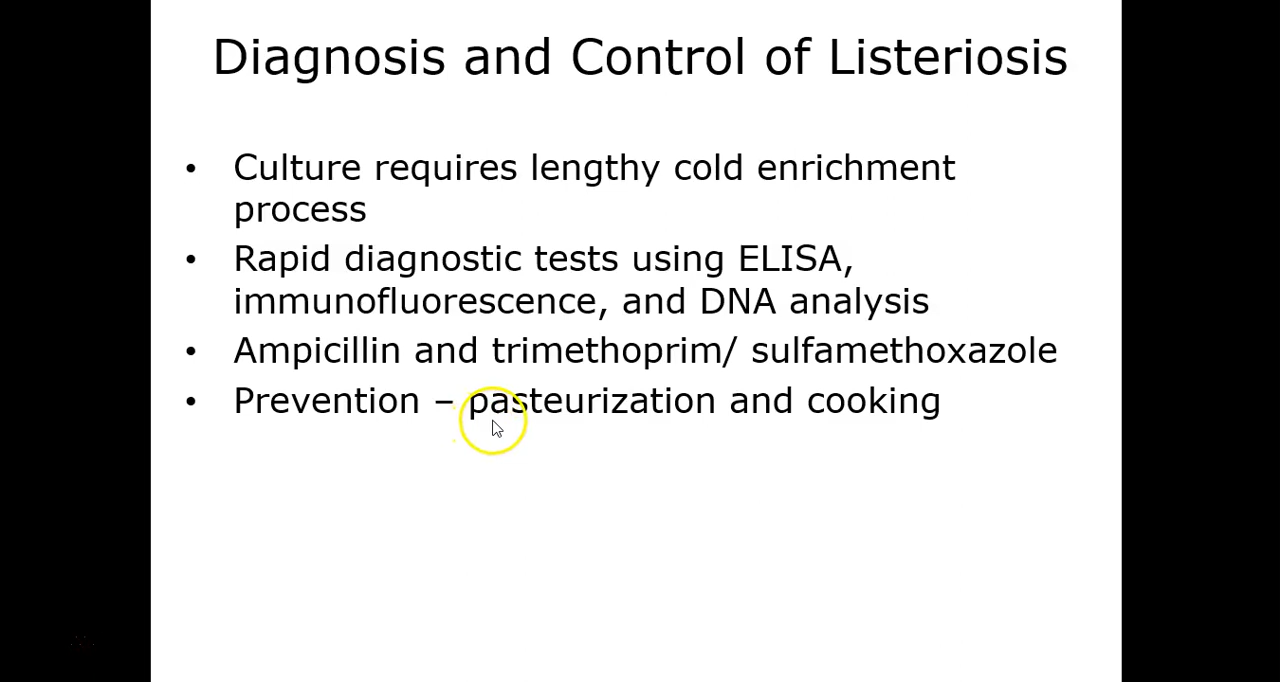 Diagnosis and Control of Listeriosis
• Culture requires lengthy cold enrichment
process
• Rapid diagnostic tests using ELISA,
immunofluorescence, and DNA analysis
• Ampicillin and trimethoprim/ sulfamethoxazole
• Prevention – pasteurization and cooking